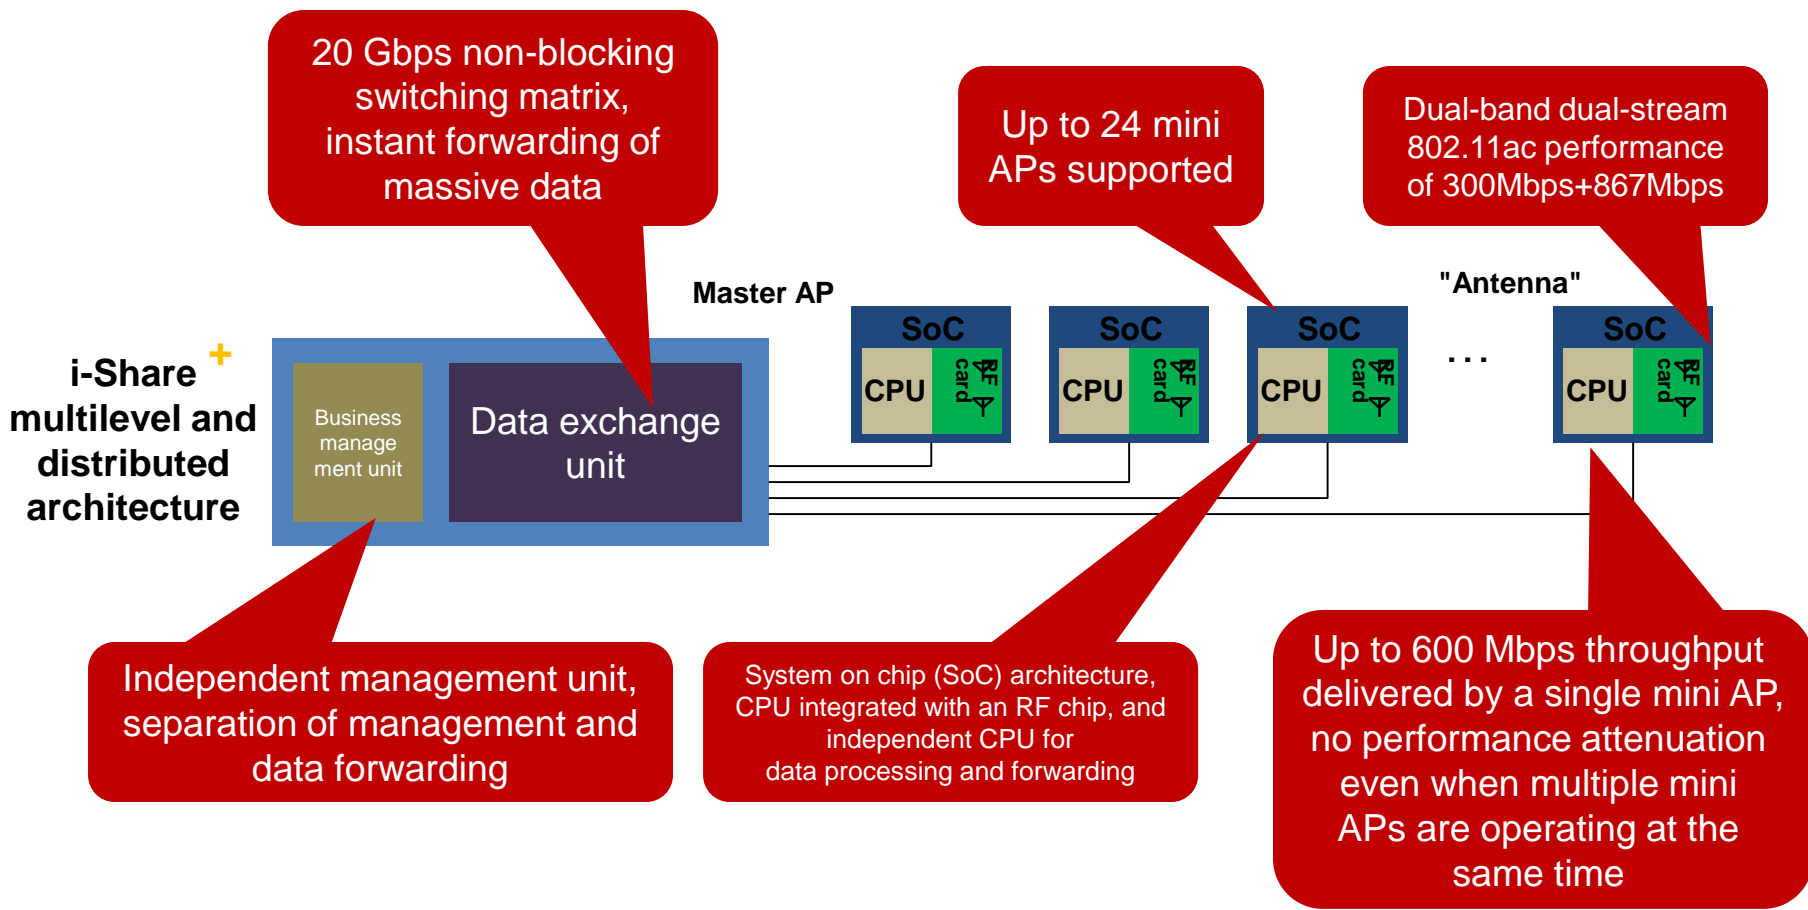 20 Gbps non-blocking
switching matrix,
instant forwarding of
massive data
Up to 24 mini
APs supported
Dual-band dual-stream
802.11ac performance
of 300Mbps+867Mbps
Master AP
"Antenna"
i-Share +
multilevel and
distributed
architecture
Business
manage
ment unit
Data exchange
unit
SoC
CPU
RF
card
SoC
CPU
RF
card
SoC
CPU
RF
card
...
SoC
CPU
RF
card
Independent management unit,
separation of management and
data forwarding
System on chip (SoC) architecture,
CPU integrated with an RF chip, and
independent CPU for
data processing and forwarding
Up to 600 Mbps throughput
delivered by a single mini AP,
no performance attenuation
even when multiple mini
APs are operating at the
same time